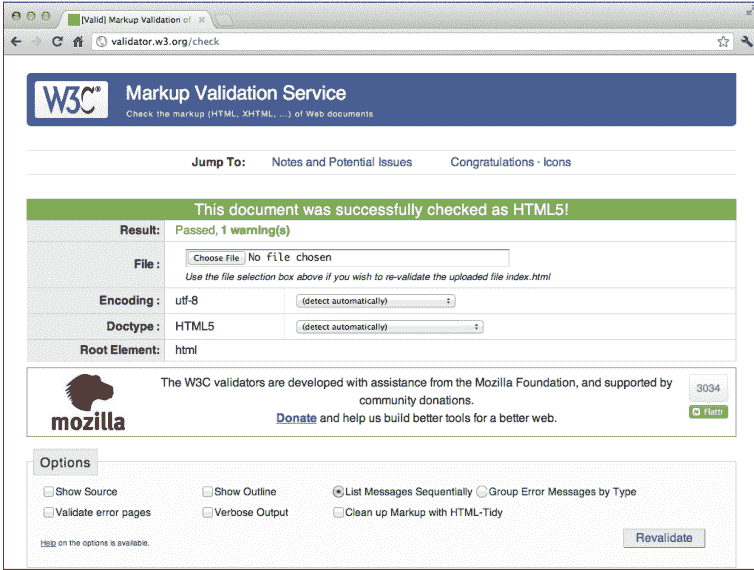 [Valid] Markup Validation of
validator.w3.org/check
W3C® Markup Validation Service
Check the markup (HTML, XHTML, ...) of Web documents
Jump To: Notes and Potential Issues Congratulations · Icons
This document was successfully checked as HTML5!
Result: Passed, 1 warning(s)
File : Choose File No file chosen
Use the file selection box above if you wish to re-validate the uploaded file index.html
Encoding : utf-8 (detect automatically)
Doctype : HTML5 (detect automatically)
Root Element: html
The W3C validators are developed with assistance from the Mozilla Foundation, and supported by
community donations.
Donate and help us build better tools for a better web.
mozilla
3034
Flattr
Options
Show Source Show Outline List Messages Sequentially Group Error Messages by Type
Validate error pages Verbose Output Clean up Markup with HTML-Tidy
Help on the options is available.
Revalidate